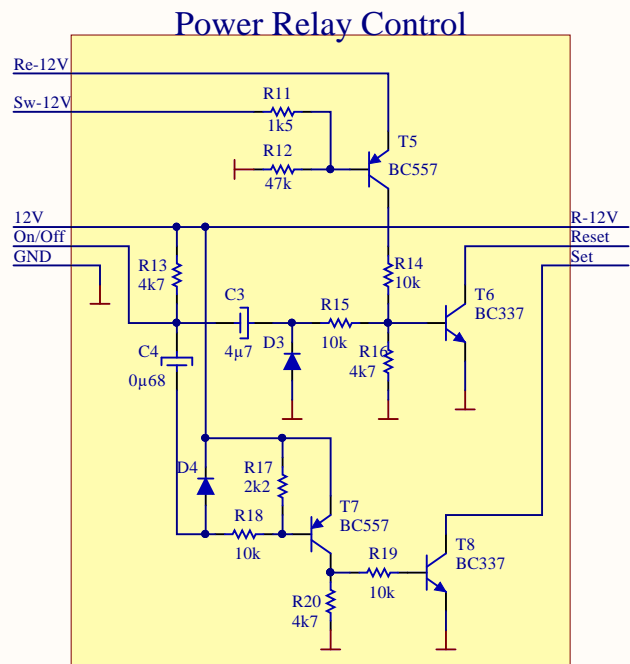 Power Relay Control
Re-12V
R11
Sw-12V
1k5
T5
R12
BC557
47k
12V
R-12V
On/Off
Reset
GND
Set
R13
R14
4k7
10k
C3
T6
R15
BC337
C4
D3
R16
4µ7
10k
4k7
0µ68
D4
R17
2k2
T7
R18
BC557
T8
10k
R19
BC337
R20
10k
4k7